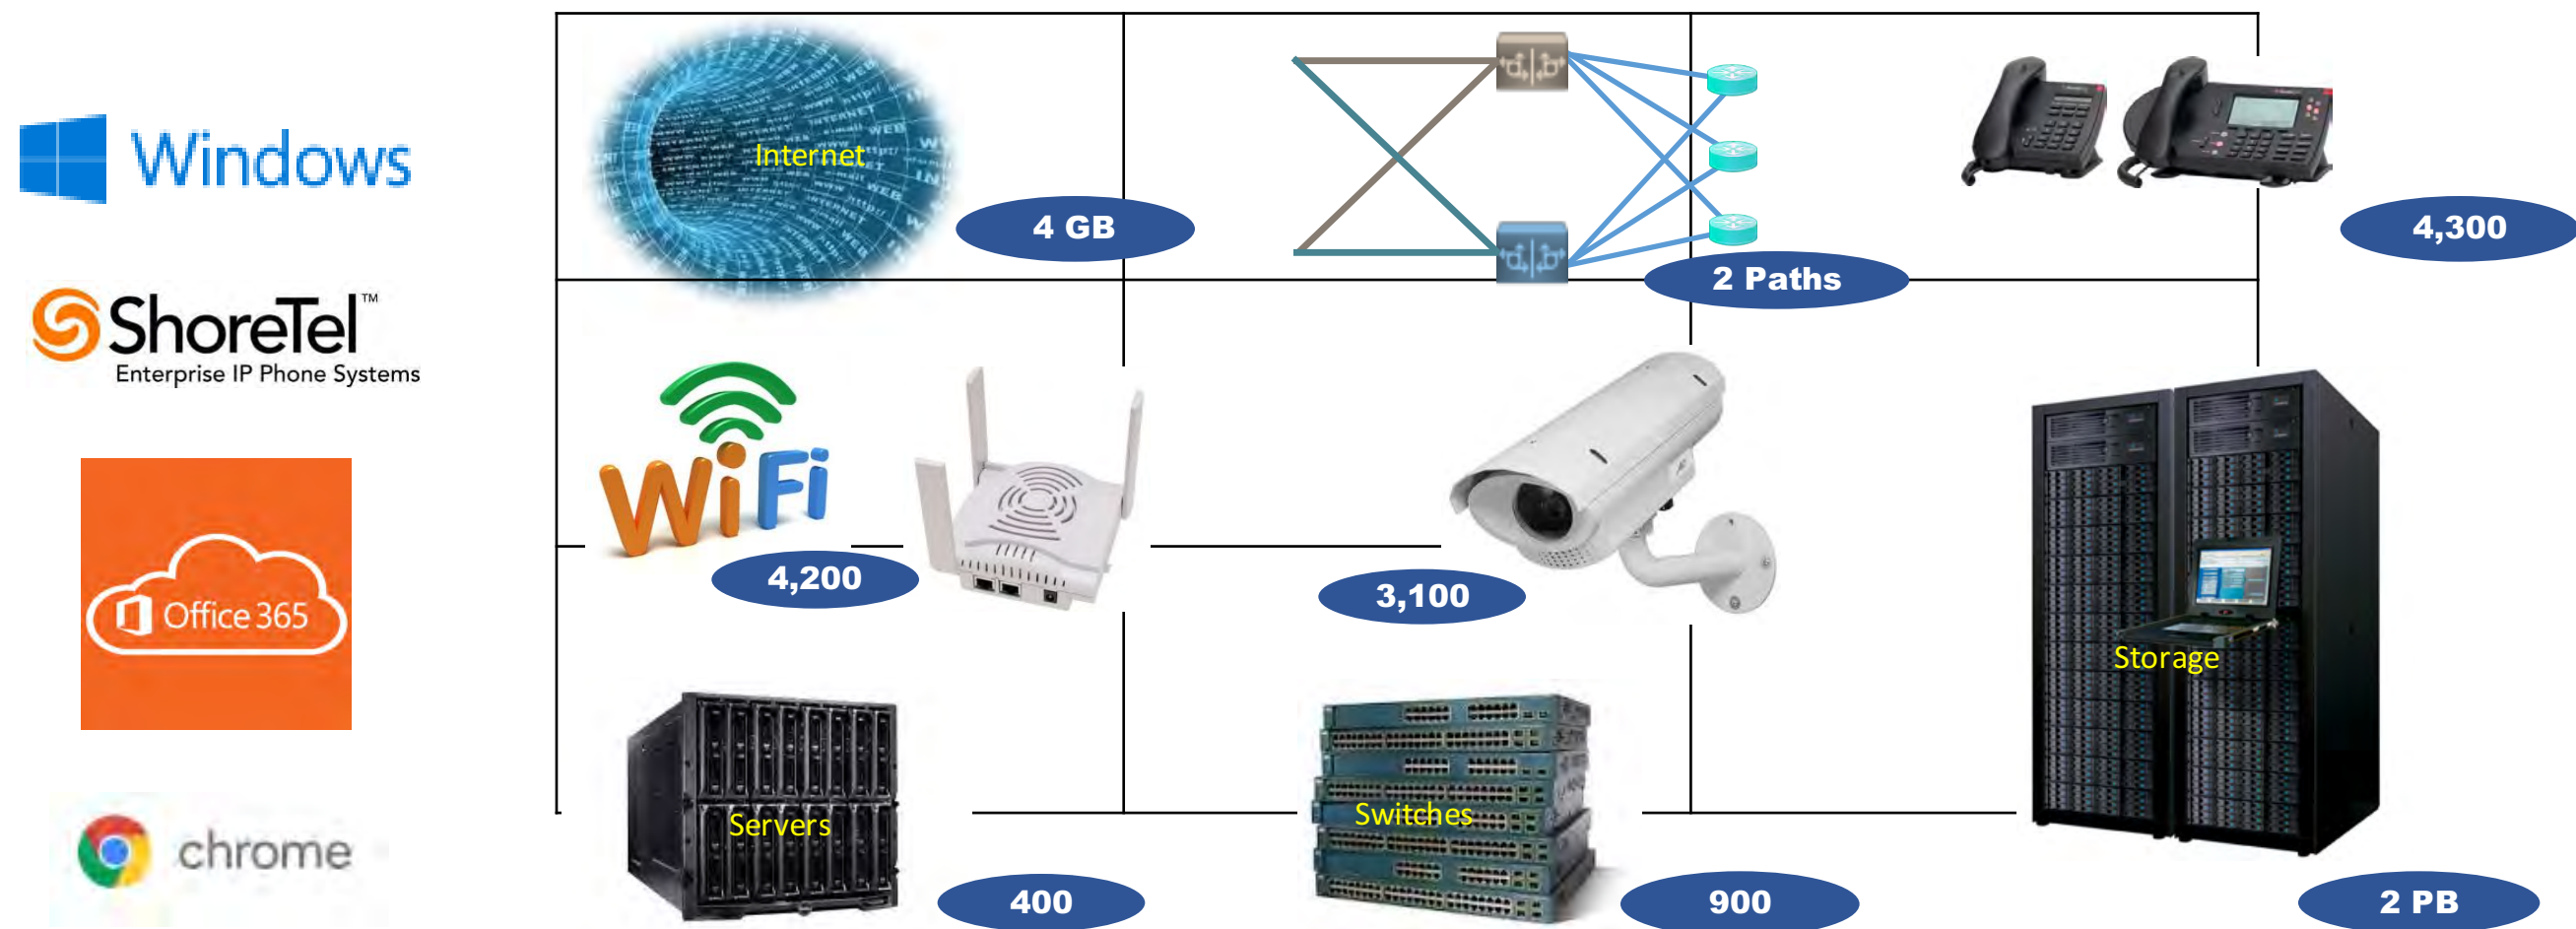 Windows
ShoreTel™
Enterprise IP Phone Systems
Office 365
chrome
Internet
4 GB
2 Paths
4,300
WiFi
4,200
3,100
Storage
Servers
400
Switches
900
2 PB